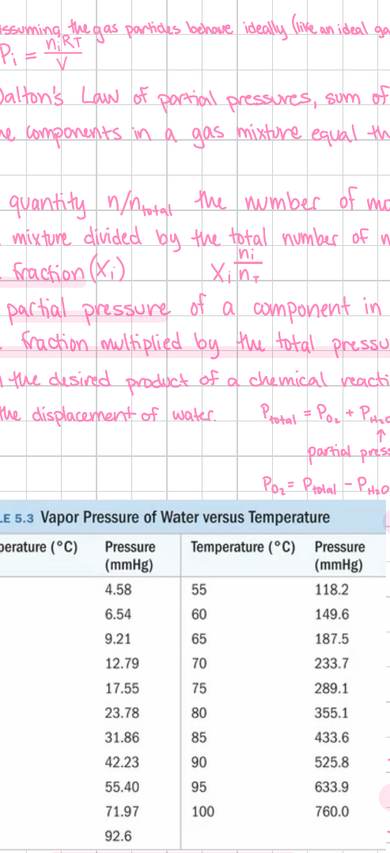 ssuming the gas particles behave ideally (like an ideal ga
Pi = niRT/V
Dalton's Law of partial pressures, sum of
e components in a gas mixture equal th
quantity n/ntotal the number of mo
mixture divided by the total number of m
fraction (Xi) Xi ni/nT
partial pressure of a component in
fraction multiplied by the total pressu
the desired product of a chemical reacti
the displacement of water. Ptotal = PO2 + PH2O
↑
partial press
PO2 = Ptotal - PH2O
LE 5.3 Vapor Pressure of Water versus Temperature
perature (°C) Pressure (mmHg) Temperature (°C) Pressure (mmHg)
4.58 55 118.2
6.54 60 149.6
9.21 65 187.5
12.79 70 233.7
17.55 75 289.1
23.78 80 355.1
31.86 85 433.6
42.23 90 525.8
55.40 95 633.9
71.97 100 760.0
92.6